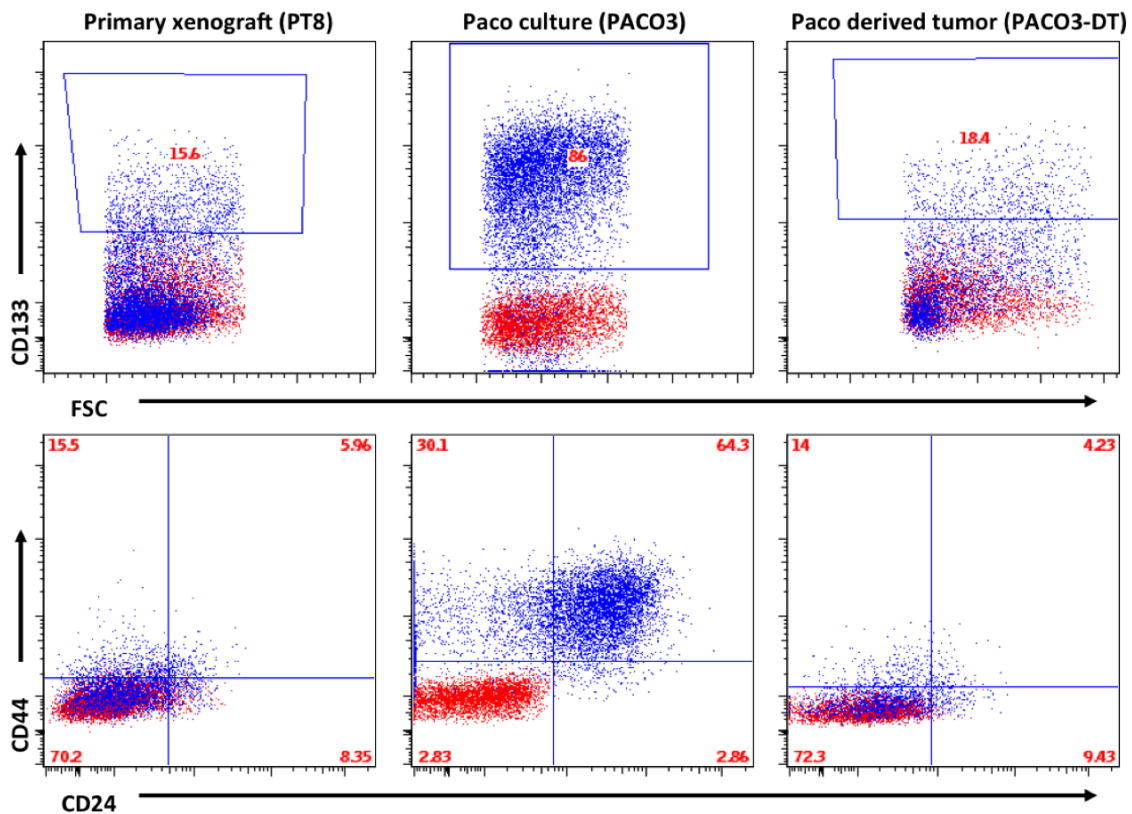 Primary xenograft (PT8) Paco culture (PACO3) Paco derived tumor (PACO3-DT)
15.6 86 18.4
CD133
FSC
15.5 5.96 30.1 64.3 14 4.23
CD44
70.2 8.35 2.83 2.86 72.3 9.43
CD24